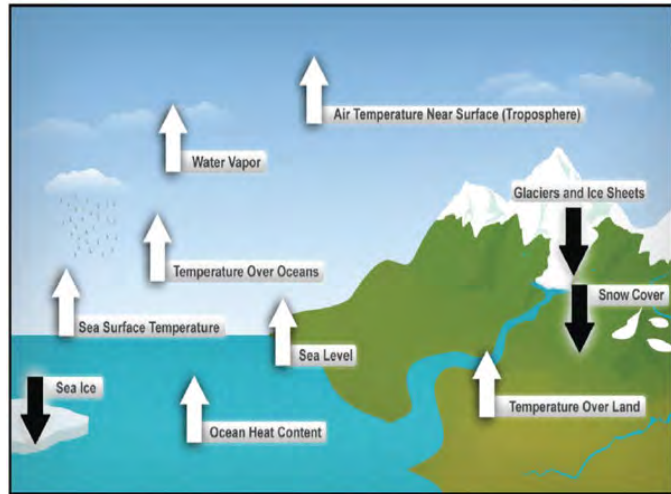 Air Temperature Near Surface (Troposphere)
Water Vapor
Glaciers and Ice Sheets
Temperature Over Oceans
Snow Cover
Sea Surface Temperature
Sea Level
Sea Ice
Temperature Over Land
Ocean Heat Content